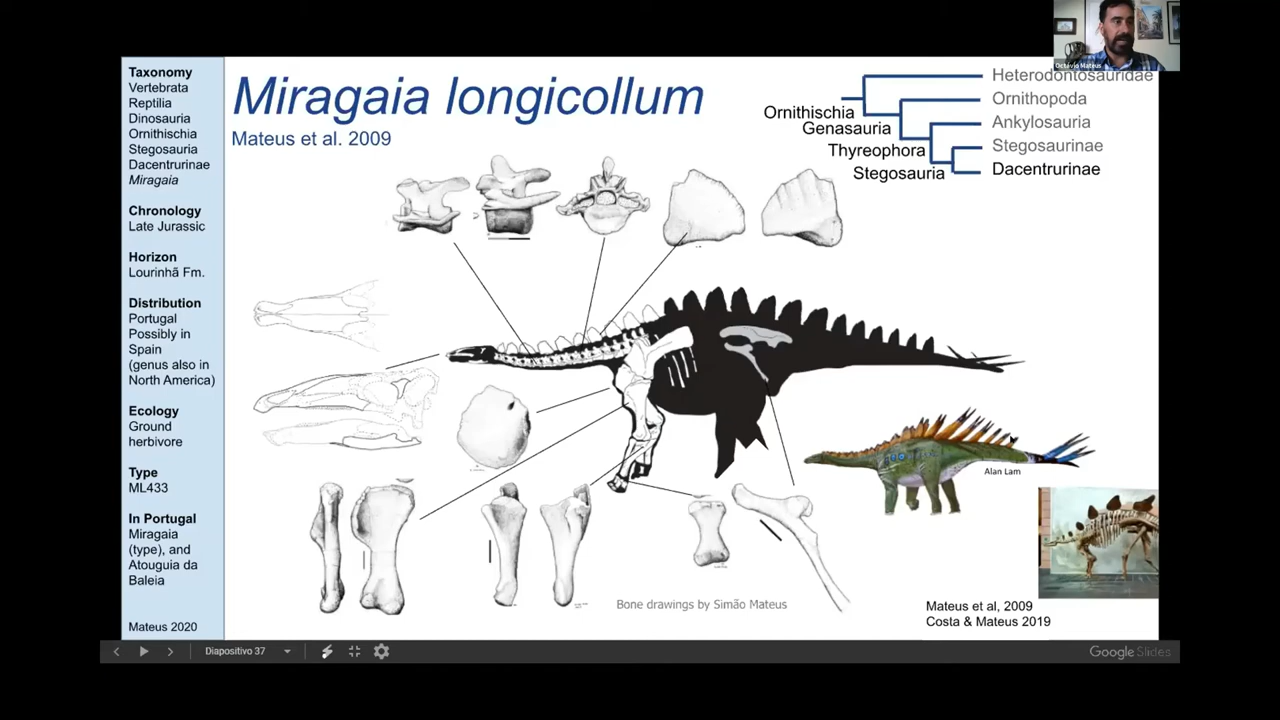 Octávio Mateus
Taxonomy
Vertebrata
Reptilia
Dinosauria
Ornithischia
Stegosauria
Dacentrurinae
Miragaia
Chronology
Late Jurassic
Horizon
Lourinhã Fm.
Distribution
Portugal
Possibly in
Spain
(genus also in
North America)
Ecology
Ground
herbivore
Type
ML433
In Portugal
Miragaia
(type), and
Atouguia da
Baleia
Mateus 2020
Miragaia longicollum
Mateus et al. 2009
Heterodontosauridae
Ornithischia
Ornithopoda
Genasauria
Ankylosauria
Thyreophora
Stegosaurinae
Stegosauria
Dacentrurinae
Alan Lam
Bone drawings by Simão Mateus
Mateus et al, 2009
Costa & Mateus 2019
Diapositivo 37
Google Slides